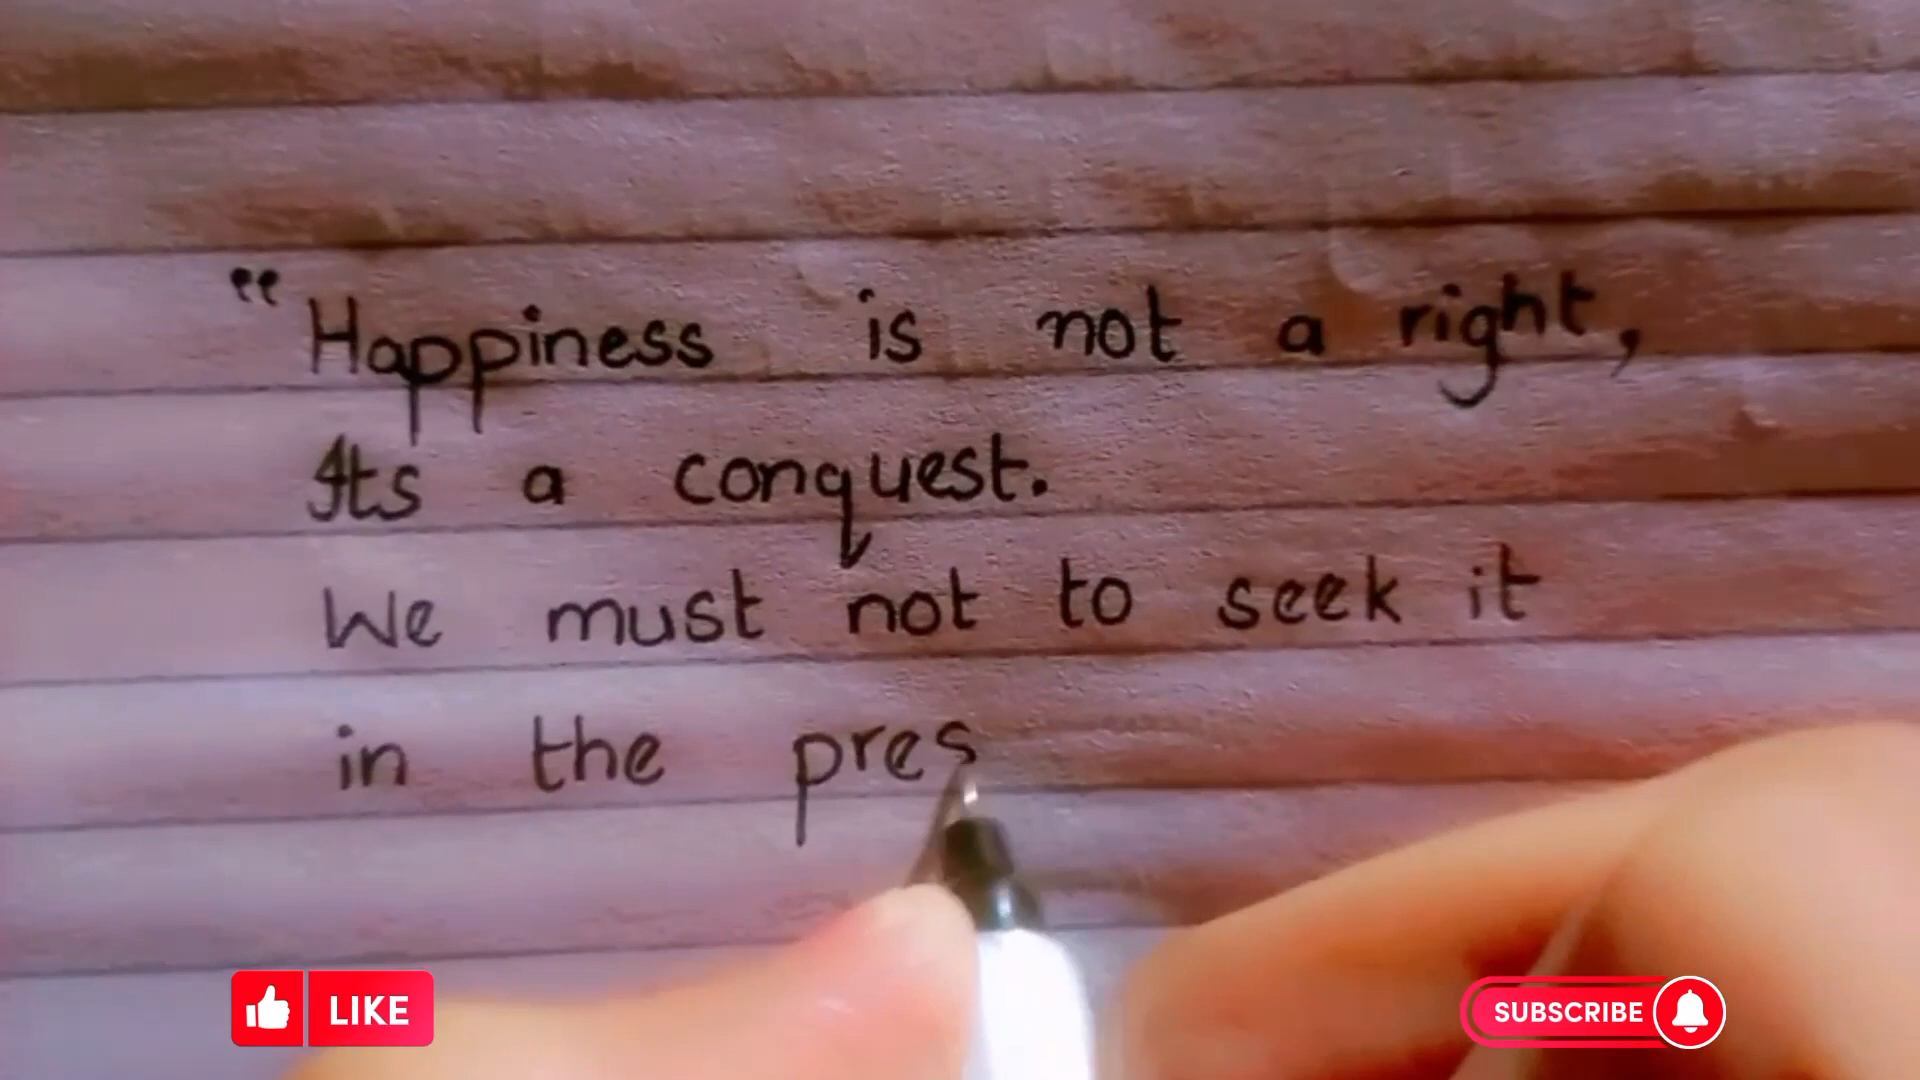 "Happiness is not a right,
Its a conquest.
We must not to seek it
in the pres
LIKE
SUBSCRIBE